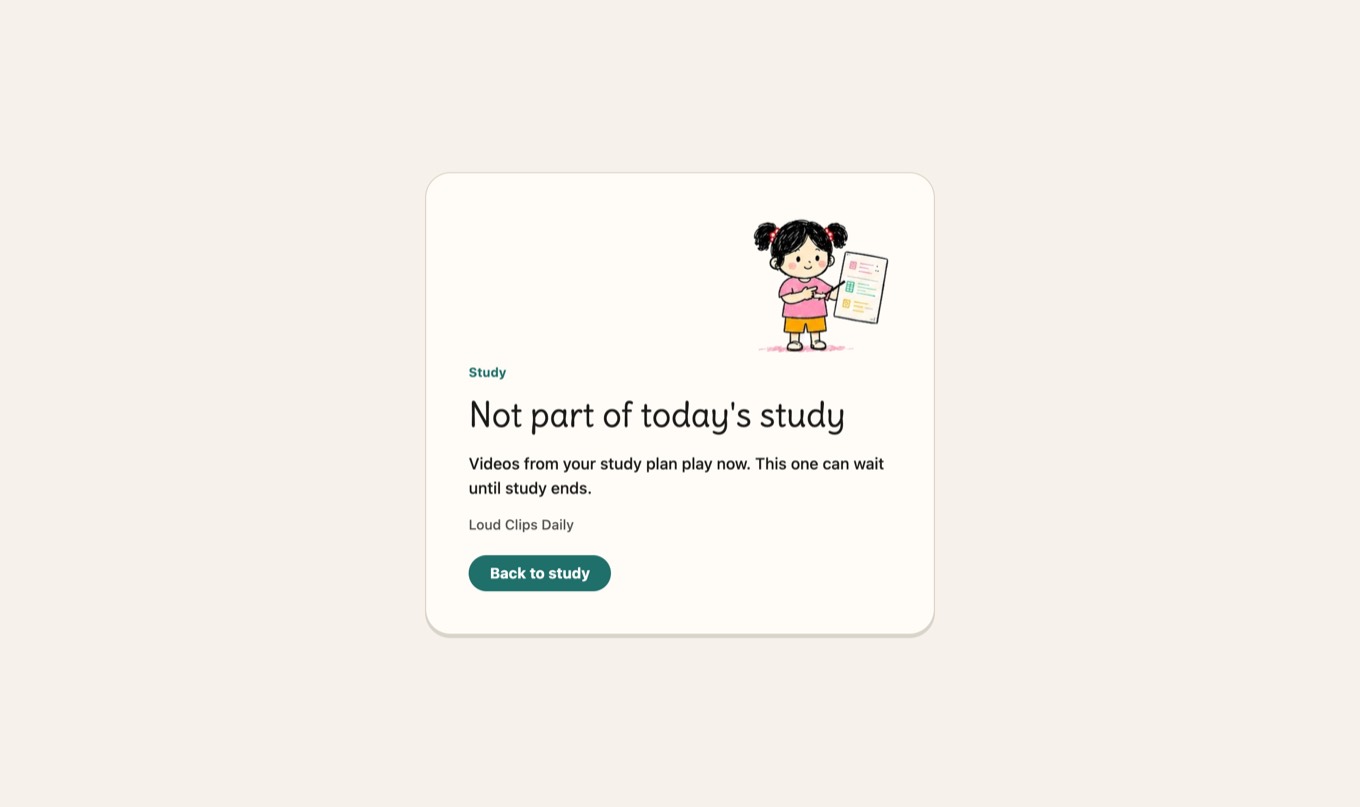 Study
Not part of today's study
Videos from your study plan play now. This one can wait
until study ends.
Loud Clips Daily
Back to study